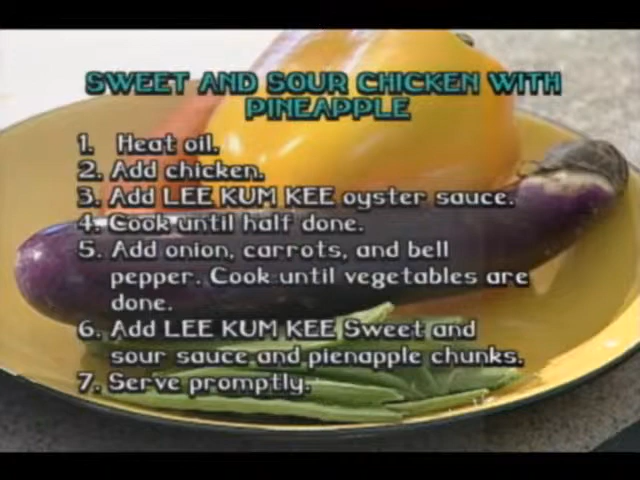 SWEET AND SOUR CHICKEN WITH
PINEAPPLE
1. Heat oil.
2. Add chicken.
3. Add LEE KUM KEE oyster sauce.
4. Cook until half done.
5. Add onion, carrots, and bell
pepper. Cook until vegetables are
done.
6. Add LEE KUM KEE Sweet and
sour sauce and pienapple chunks.
7. Serve promptly.